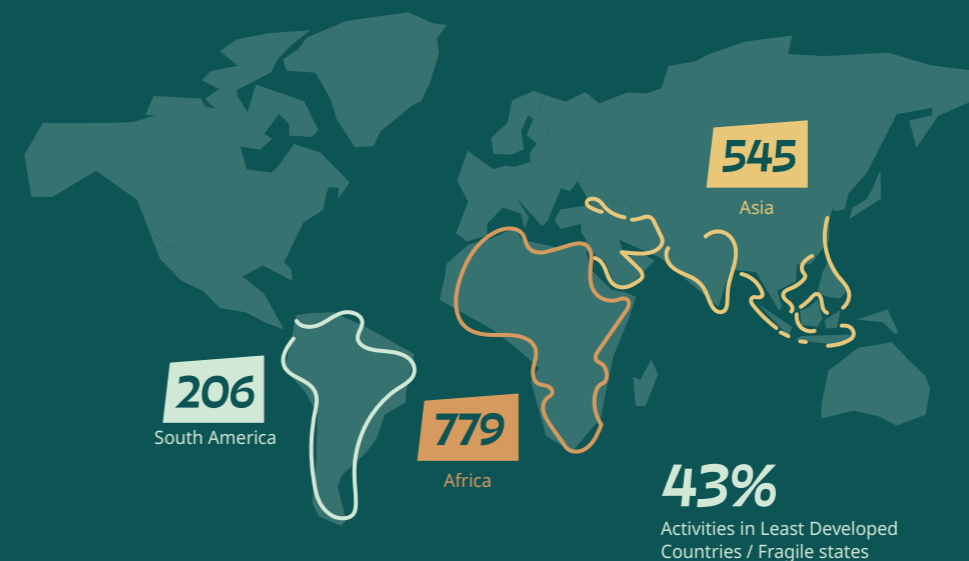 545
Asia
206
South America
779
Africa
43%
Activities in Least Developed
Countries / Fragile states